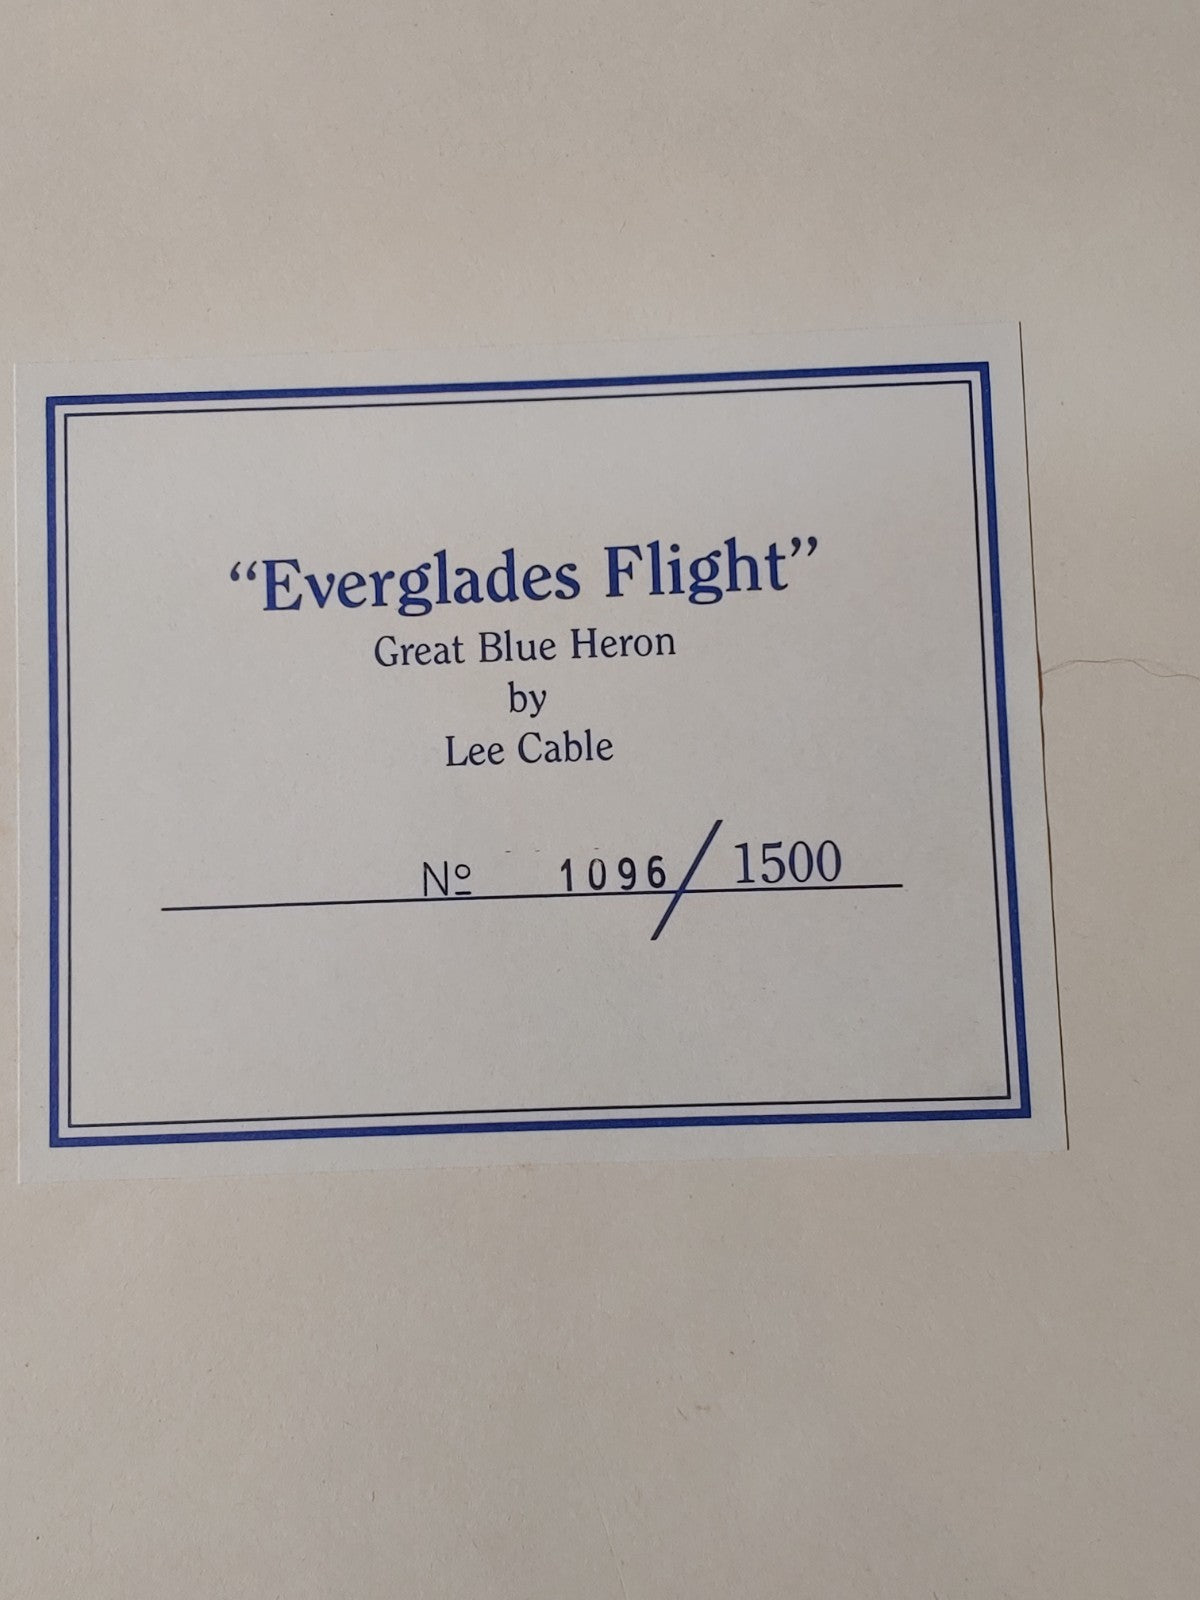 “Everglades Flight”
Great Blue Heron
by
Lee Cable
Nº 1096/1500